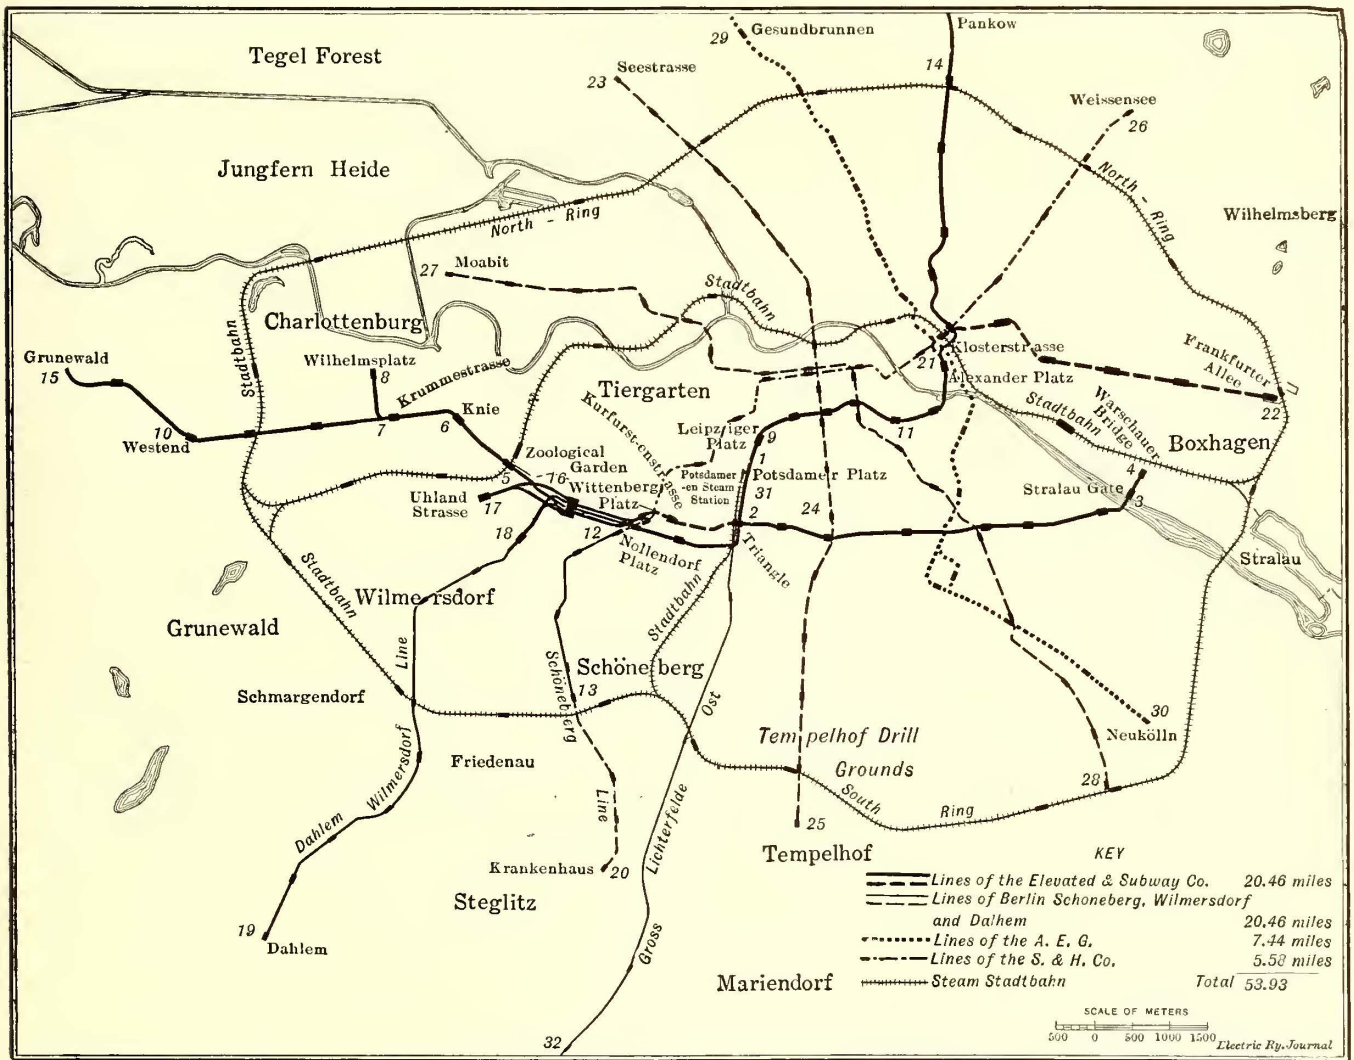 Tegel Forest
29
Gesundbrunnen
Pankow
Seestrasse
23
14
Weissensee
26
Jungfern Heide
North - Ring
North - Ring
Wilhelmsberg
Moabit
27
Stadtbahn
Stadtbahn
Charlottenburg
Wilhelmsplatz
8
Krummestrasse
Grunewald
15
Tiergarten
Klosterstrasse
21
Alexander Platz
Frankfurter
Allee
22
Knie
6
7
10
Westend
Kurfurst-enstrasse
Leipziger
Platz
9
1
11
Stadtbahn
Warschauer
Bridge
4
Boxhagen
Zoological
Garden
5
16
Wittenberg
Platz
Potsdamer
-en Steam
Station
Potsdamer Platz
31
Uhland
Strasse
17
18
12
Nollendorf
Platz
2
24
Triangle
Stralau Gate
3
Stralau
Stadtbahn
Stadtbahn
Wilmersdorf
Grunewald
Line
Schöneberg
Schöneberg
Line
13
Schmargendorf
Friedenau
Wilmersdorf
Dahlem
Ost
Lichterfelde
Gross
Tempelhof Drill
Grounds
30
Neukölln
28
South
Ring
25
Tempelhof
Krankenhaus
20
Steglitz
19
Dahlem
Mariendorf
32
KEY
Lines of the Elevated & Subway Co. 20.46 miles
Lines of Berlin Schoneberg, Wilmersdorf
and Dalhem 20.46 miles
Lines of the A. E. G. 7.44 miles
Lines of the S. & H. Co. 5.58 miles
Steam Stadtbahn Total 53.93
SCALE OF METERS
500 0 500 1000 1500
Electric Ry. Journal